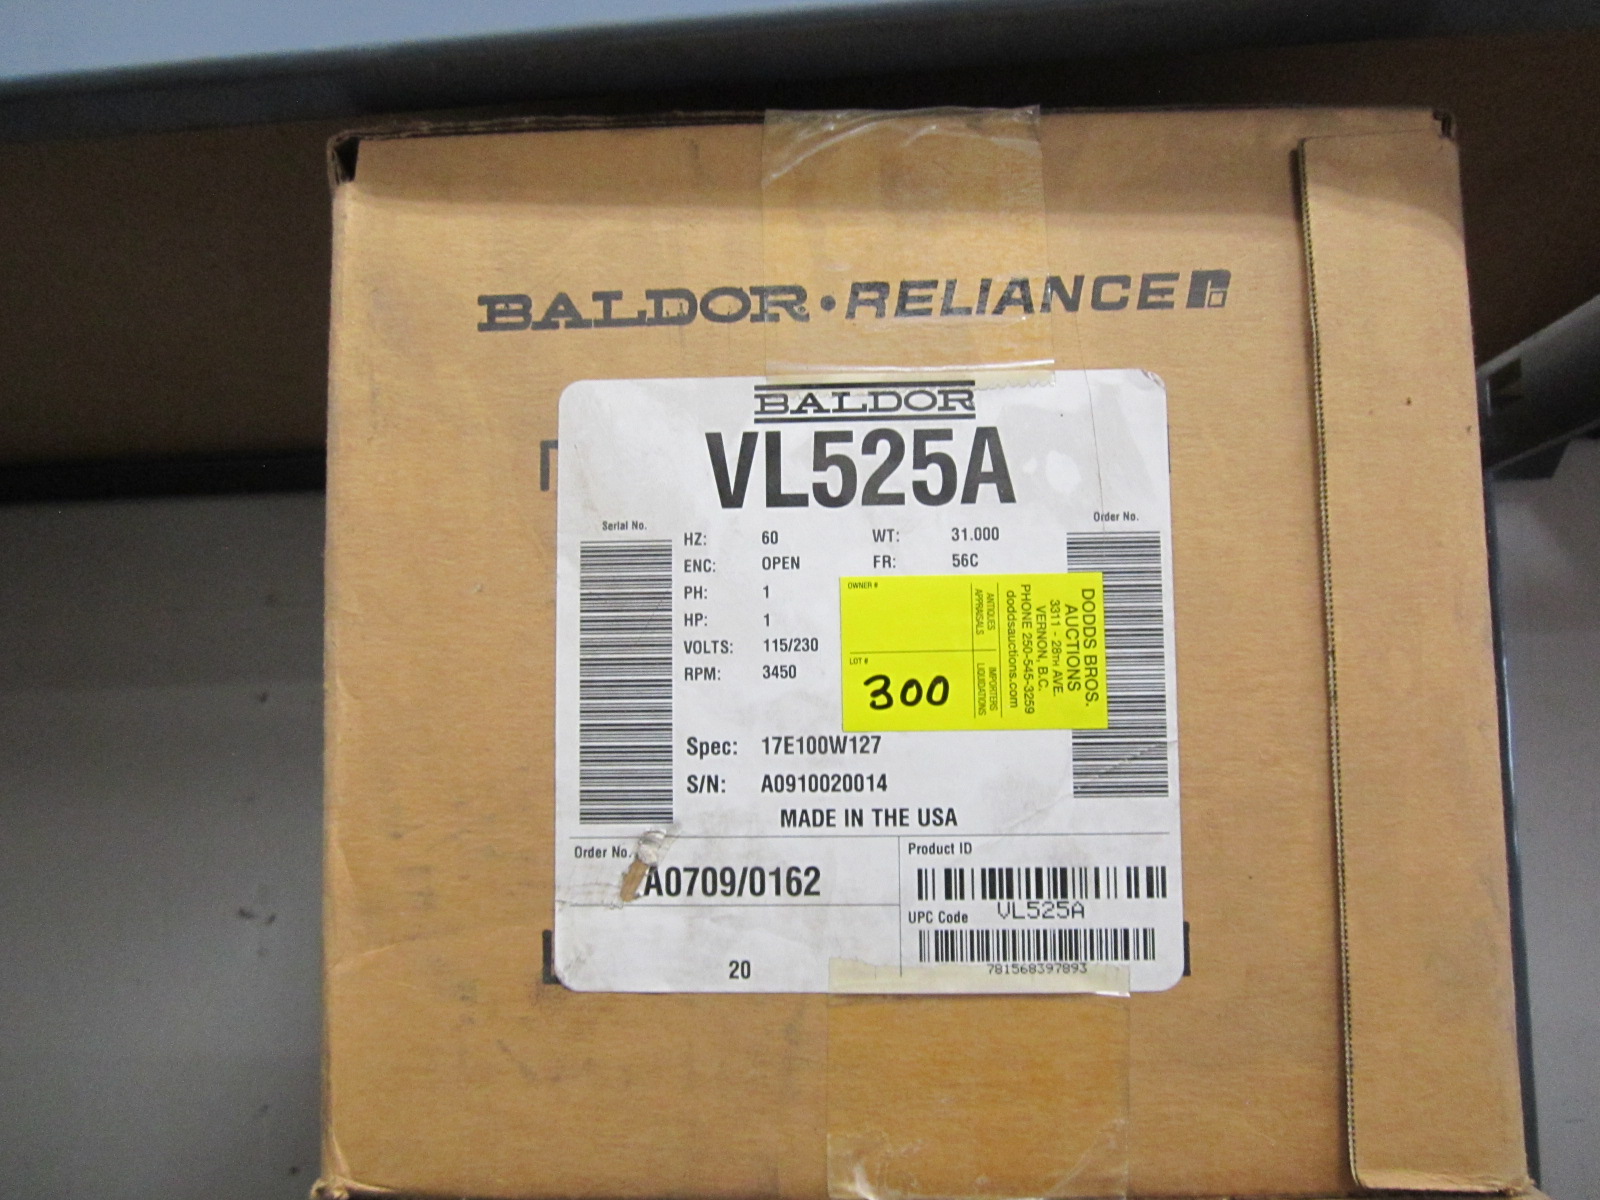 BALDOR • RELIANCE
BALDOR
VL525A
Serial No.
Order No.
HZ: 60 WT: 31.000
ENC: OPEN FR: 56C
PH: 1
HP: 1
VOLTS: 115/230
RPM: 3450
OWNER #
LOT #
300
ANTIQUES IMPORTERS
APPRAISALS LIQUIDATIONS
DODDS BROS.
AUCTIONS
3311 - 28TH AVE.
VERNON, B.C.
PHONE 250-545-3259
doddsauctions.com
Spec: 17E100W127
S/N: A0910020014
MADE IN THE USA
Order No.
A0709/0162
20
Product ID
VL525A
UPC Code
781568397893